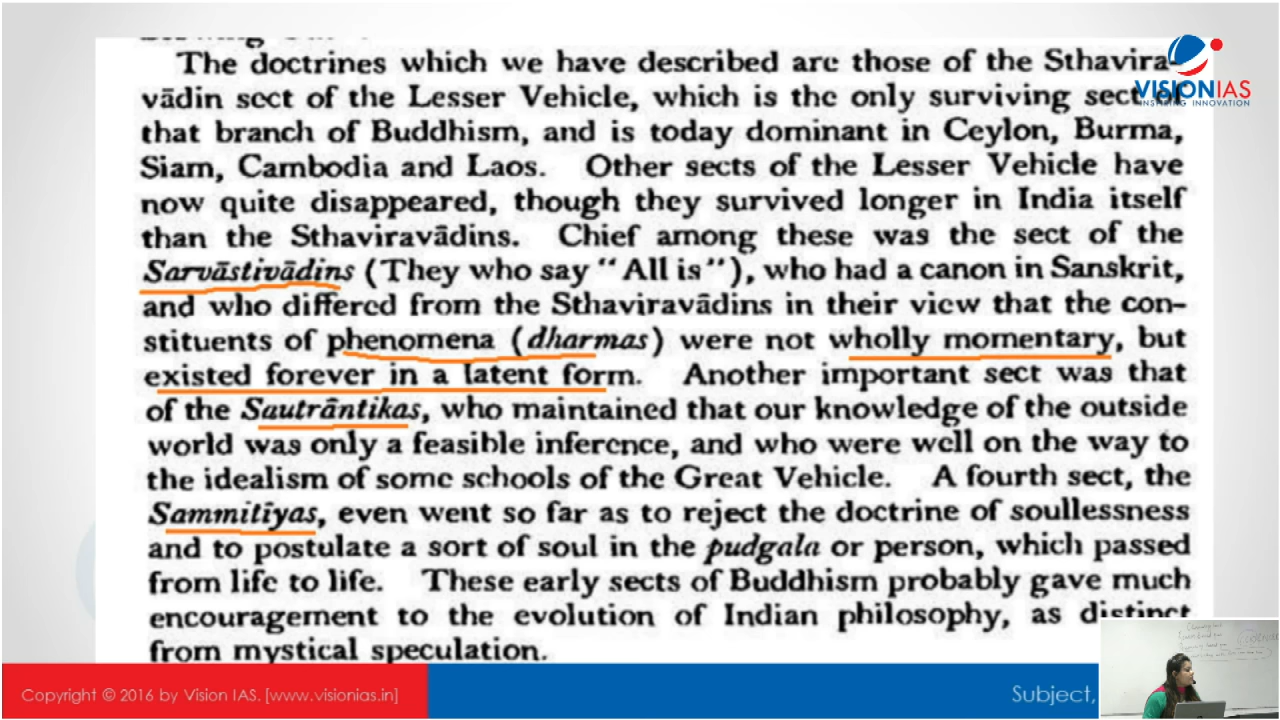 The doctrines which we have described are those of the Sthavira-
vādin sect of the Lesser Vehicle, which is the only surviving sect of
that branch of Buddhism, and is today dominant in Ceylon, Burma,
Siam, Cambodia and Laos. Other sects of the Lesser Vehicle have
now quite disappeared, though they survived longer in India itself
than the Sthaviravādins. Chief among these was the sect of the
Sarvāstivādins (They who say "All is"), who had a canon in Sanskrit,
and who differed from the Sthaviravādins in their view that the con-
stituents of phenomena (dharmas) were not wholly momentary, but
existed forever in a latent form. Another important sect was that
of the Sautrāntikas, who maintained that our knowledge of the outside
world was only a feasible inference, and who were well on the way to
the idealism of some schools of the Great Vehicle. A fourth sect, the
Sammitīyas, even went so far as to reject the doctrine of soullessness
and to postulate a sort of soul in the pudgala or person, which passed
from life to life. These early sects of Buddhism probably gave much
encouragement to the evolution of Indian philosophy, as distinct
from mystical speculation.
VISIONIAS
INSPIRING INNOVATION
Copyright © 2016 by Vision IAS. [www.visionias.in]
Subject,